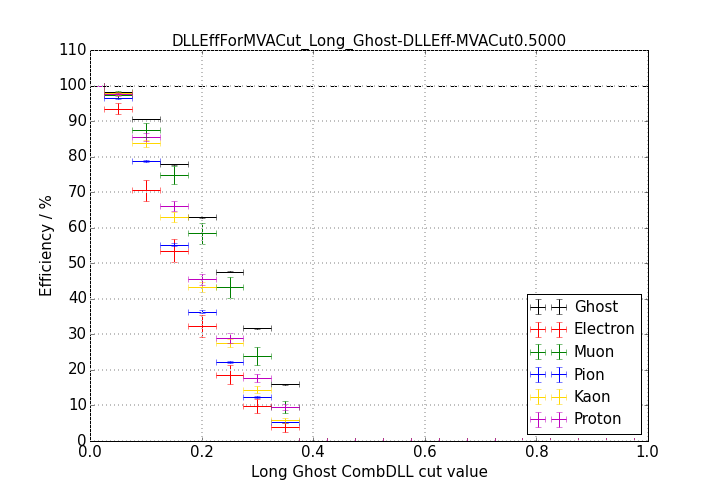 DLLEffForMVACut_Long_Ghost-DLLEff-MVACut0.5000
110
100
90
80
70
60
50
40
30
20
10
0
Efficiency / %
Ghost
Electron
Muon
Pion
Kaon
Proton
0.0 0.2 0.4 0.6 0.8 1.0
Long Ghost CombDLL cut value